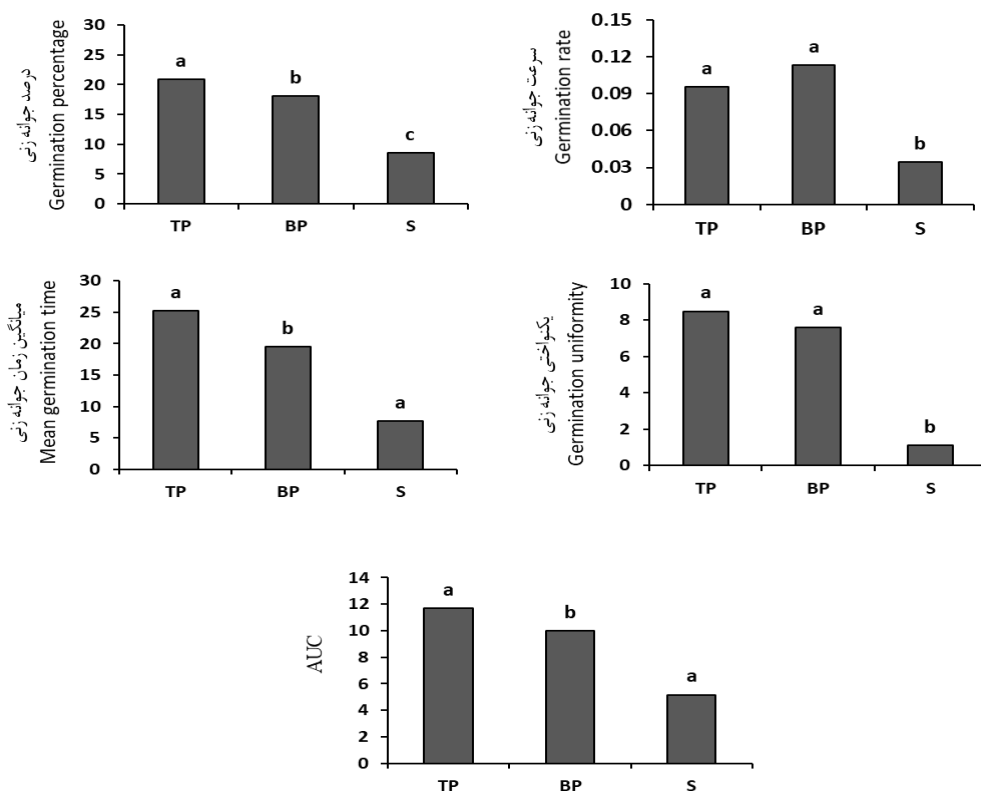 درصد جوانه زنی
Germination percentage
30
25
20
15
10
5
0
a
b
c
TP
BP
S
سرعت جوانه زنی
Germination rate
0.15
0.12
0.09
0.06
0.03
0
a
a
b
TP
BP
S
میانگین زمان جوانه زنی
Mean germination time
30
25
20
15
10
5
0
a
b
a
TP
BP
S
یکنواختی جوانه زنی
Germination uniformity
10
8
6
4
2
0
a
a
b
TP
BP
S
AUC
14
12
10
8
6
4
2
0
a
b
a
TP
BP
S